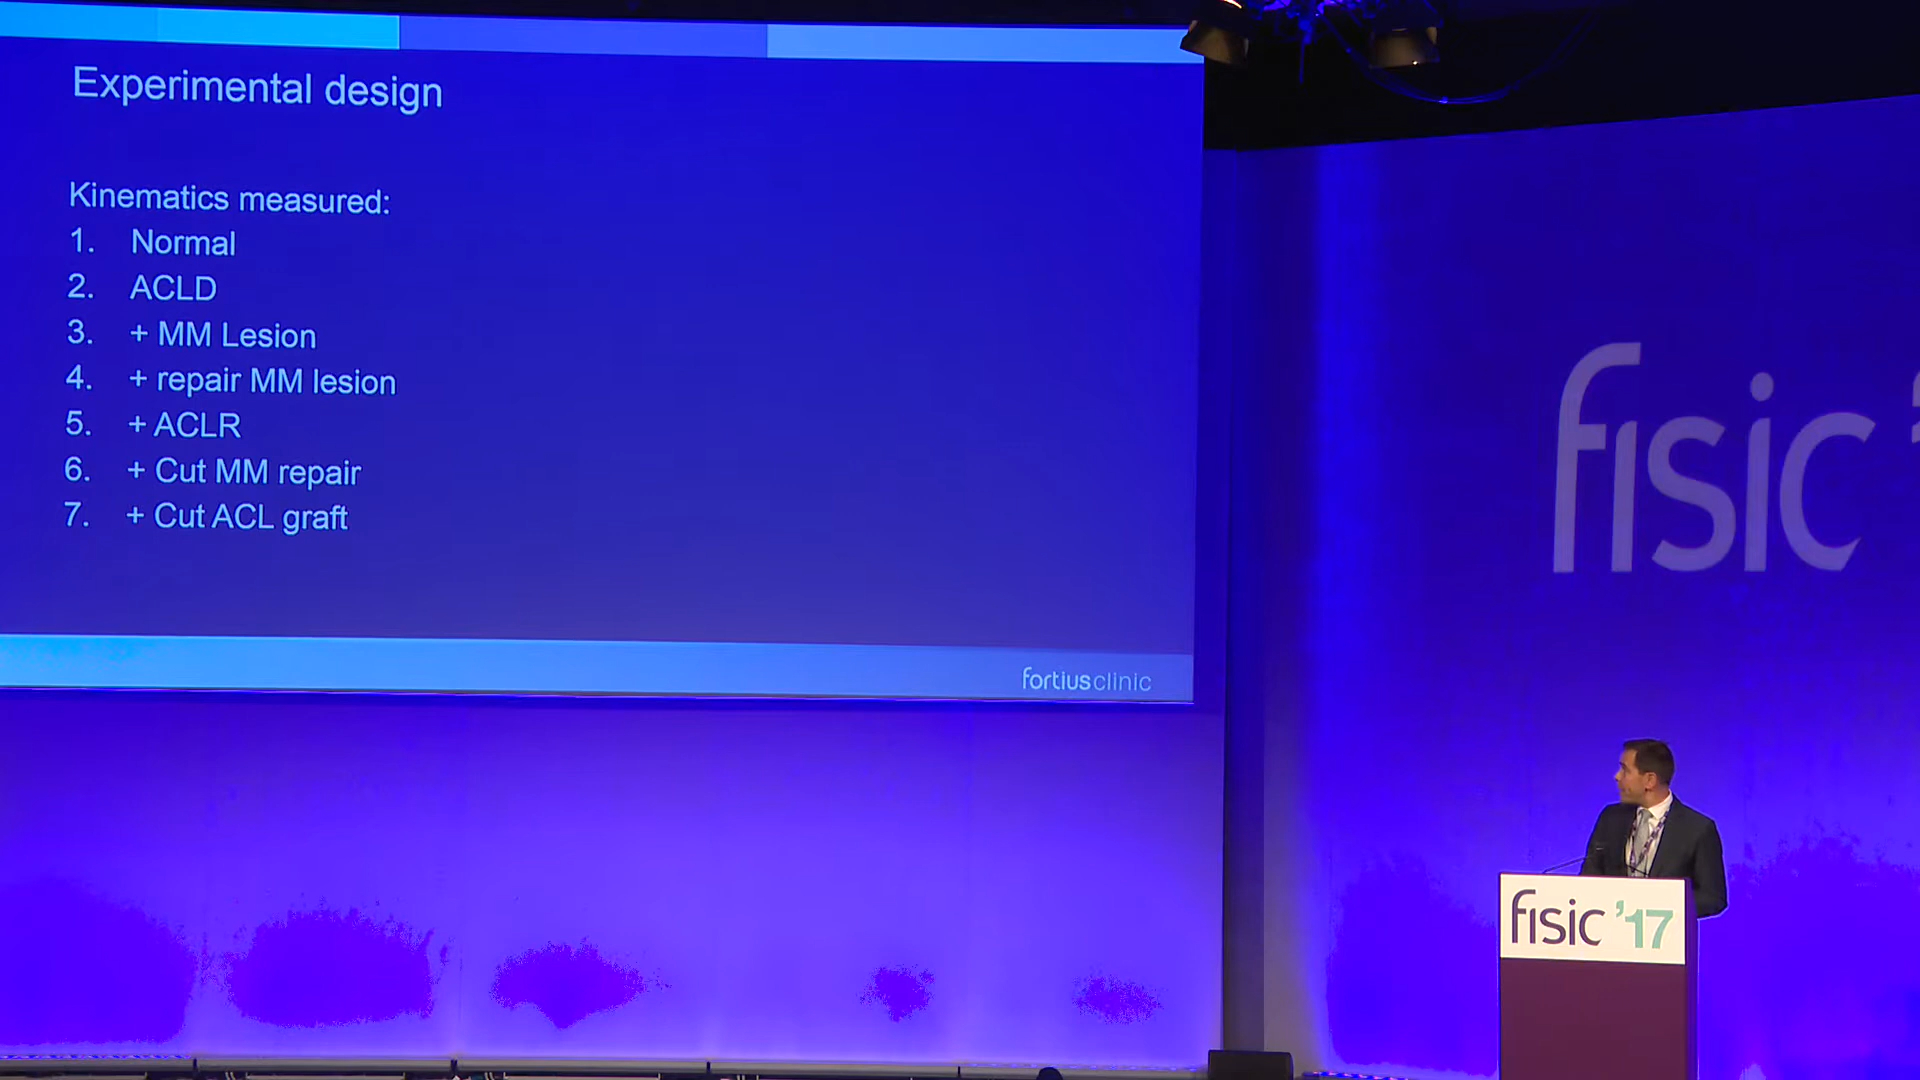 Experimental design
Kinematics measured:
1. Normal
2. ACLD
3. + MM Lesion
4. + repair MM lesion
5. + ACLR
6. + Cut MM repair
7. + Cut ACL graft
fortiusclinic
fisic '
fisic '17